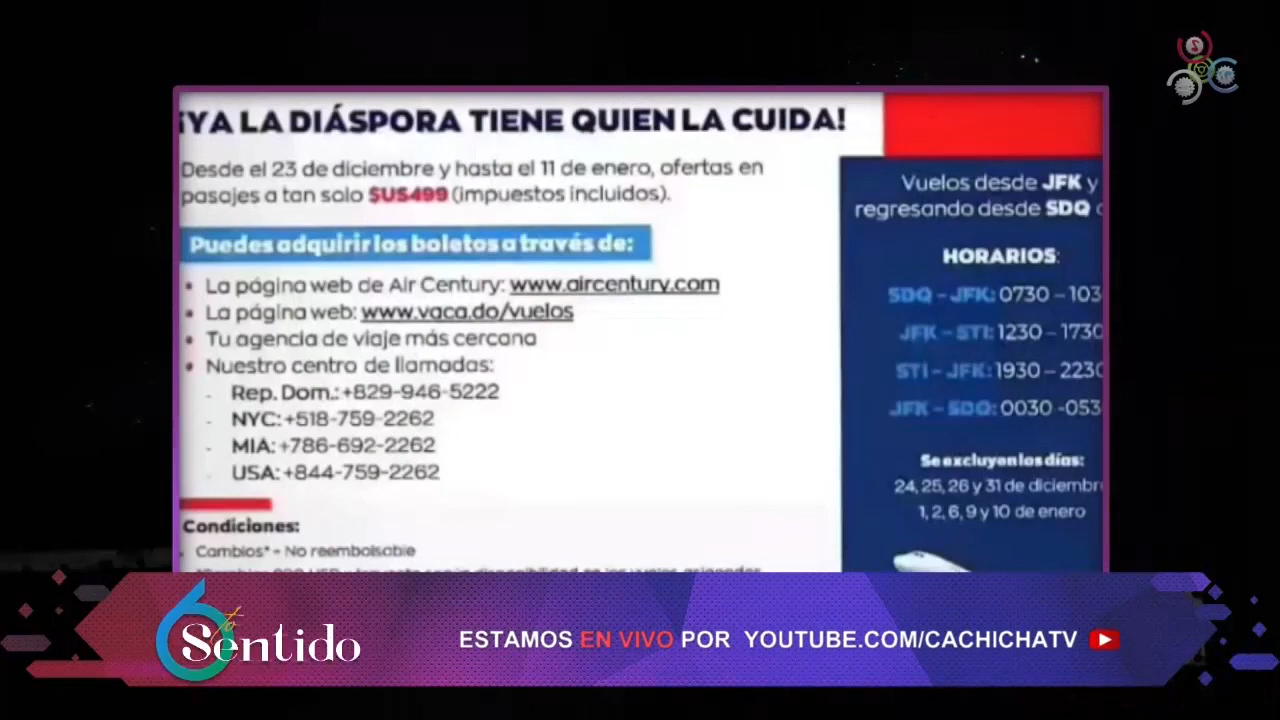 ¡YA LA DIÁSPORA TIENE QUIEN LA CUIDA!
Desde el 23 de diciembre y hasta el 11 de enero, ofertas en
pasajes a tan solo $US499 (impuestos incluidos).
Puedes adquirir los boletos a través de:
• La página web de Air Century: www.aircentury.com
• La página web: www.vaca.do/vuelos
• Tu agencia de viaje más cercana
• Nuestro centro de llamadas:
- Rep. Dom.: +829-946-5222
- NYC: +518-759-2262
- MIA: +786-692-2262
- USA: +844-759-2262
Condiciones:
• Cambios* - No reembolsable
Vuelos desde JFK y
regresando desde SDQ
HORARIOS:
SDQ - JFK: 0730 - 103
JFK - STI: 1230 - 1730
STI - JFK: 1930 - 2230
JFK - SDQ: 0030 -053
Se excluyen los días:
24, 25, 26 y 31 de diciembre
1, 2, 6, 9 y 10 de enero
6to Sentido
ESTAMOS EN VIVO POR YOUTUBE.COM/CACHICHATV